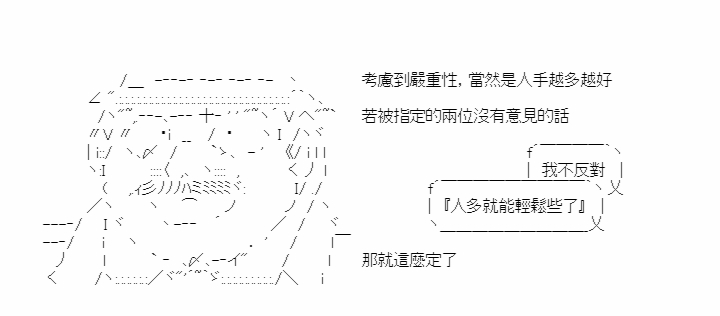 考慮到嚴重性，當然是人手越多越好
若被指定的兩位沒有意見的話
我不反對
『人多就能輕鬆些了』
那就這麼定了